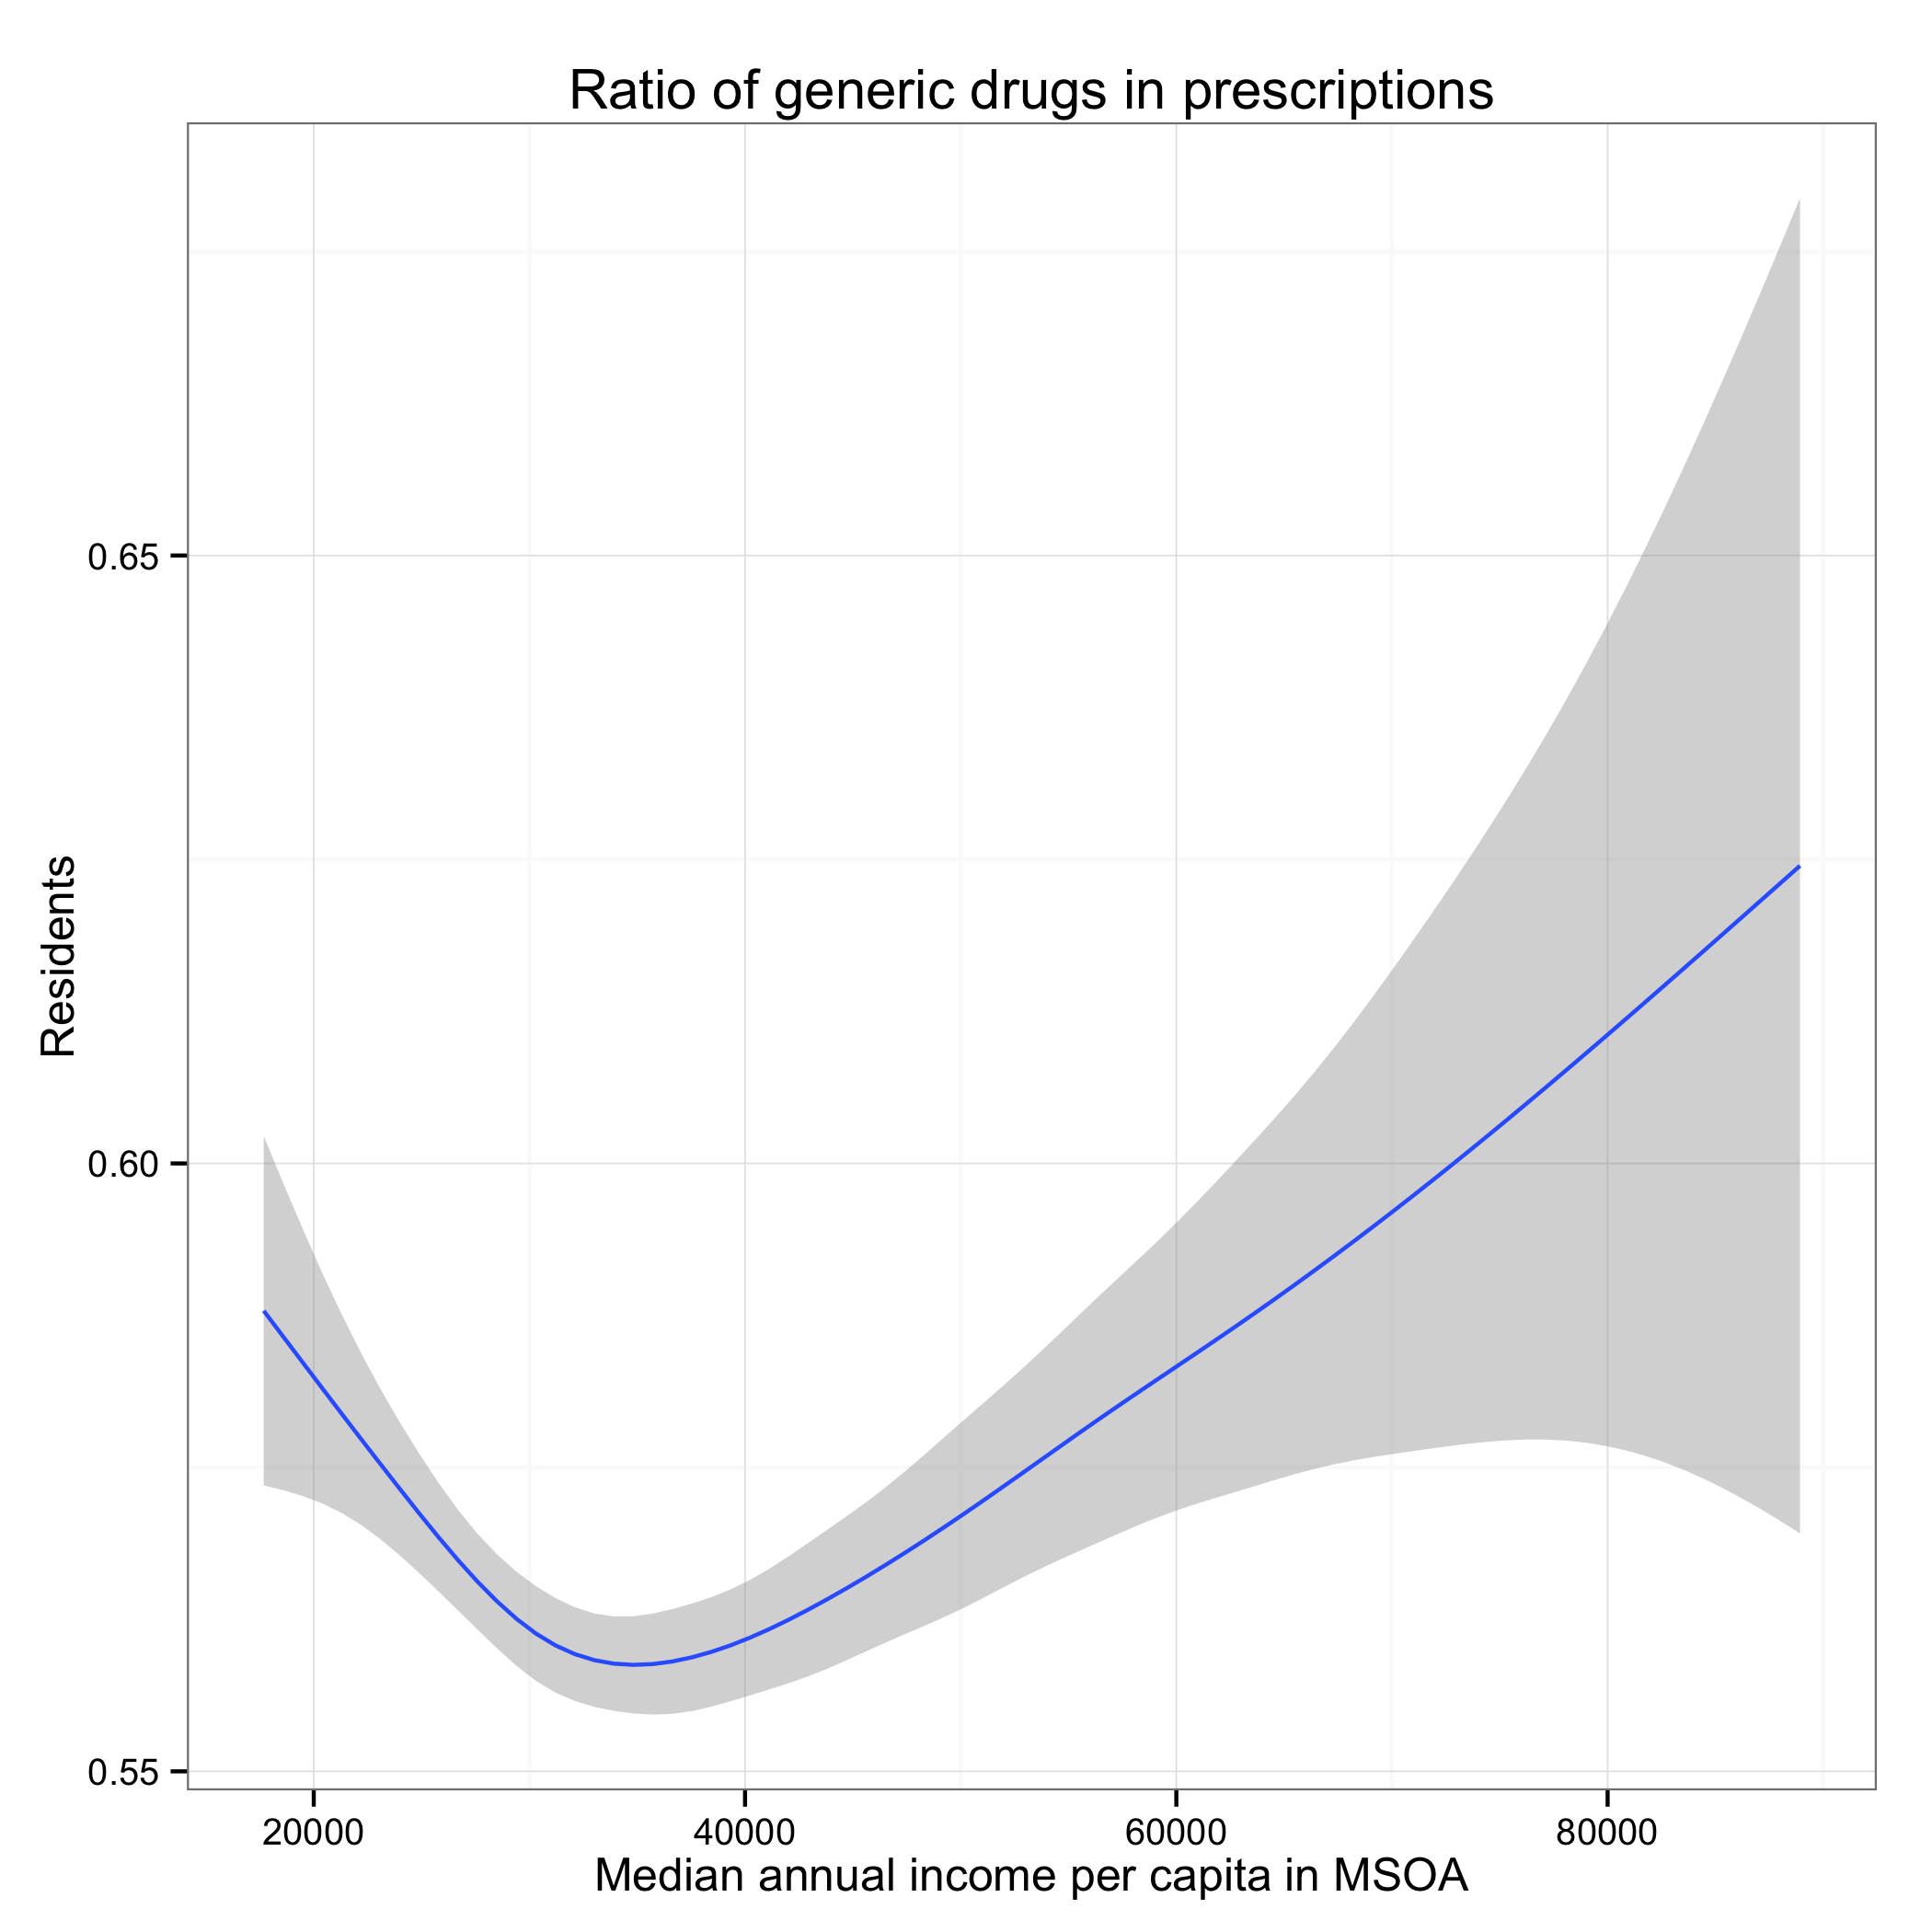 Ratio of generic drugs in prescriptions
Residents
0.65
0.60
0.55
20000 40000 60000 80000
Median annual income per capita in MSOA